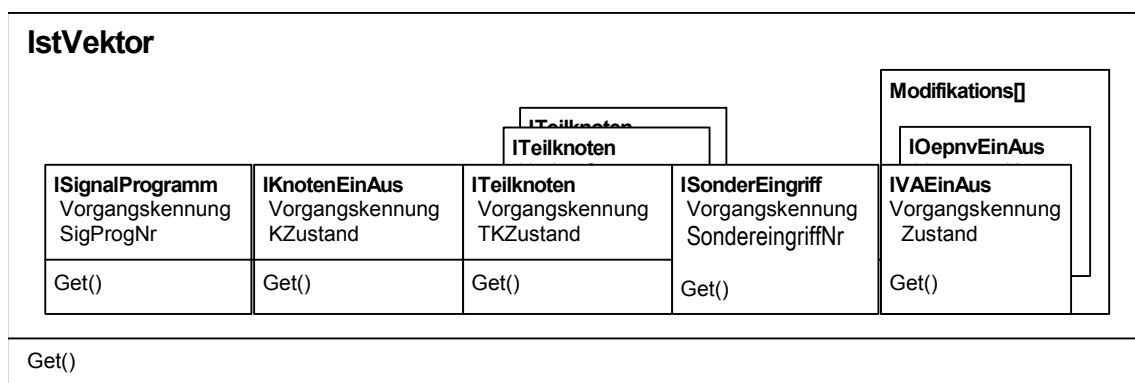 IstVektor
Modifikations[]
ITeilknoten
ITeilknoten
IOepnvEinAus
ISignalProgramm
Vorgangskennung
SigProgNr
Get()
IKnotenEinAus
Vorgangskennung
KZustand
Get()
ITeilknoten
Vorgangskennung
TKZustand
Get()
ISonderEingriff
Vorgangskennung
SondereingriffNr
Get()
IVAEinAus
Vorgangskennung
Zustand
Get()
Get()